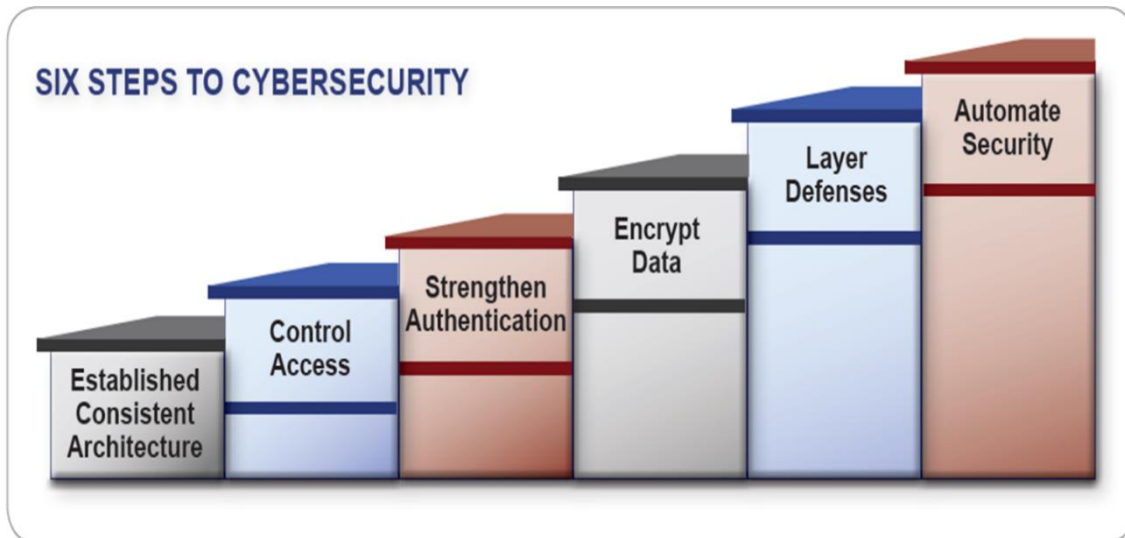 SIX STEPS TO CYBERSECURITY
Established
Consistent
Architecture
Control
Access
Strengthen
Authentication
Encrypt
Data
Layer
Defenses
Automate
Security